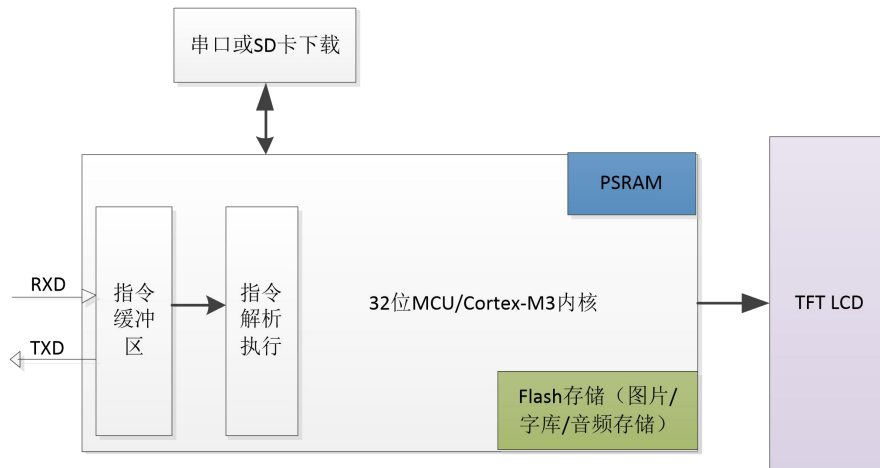 串口或SD卡下载
PSRAM
RXD
TXD
指令
缓冲
区
指令
解析
执行
32位MCU/Cortex-M3内核
TFT LCD
Flash存储（图片/
字库/音频存储）